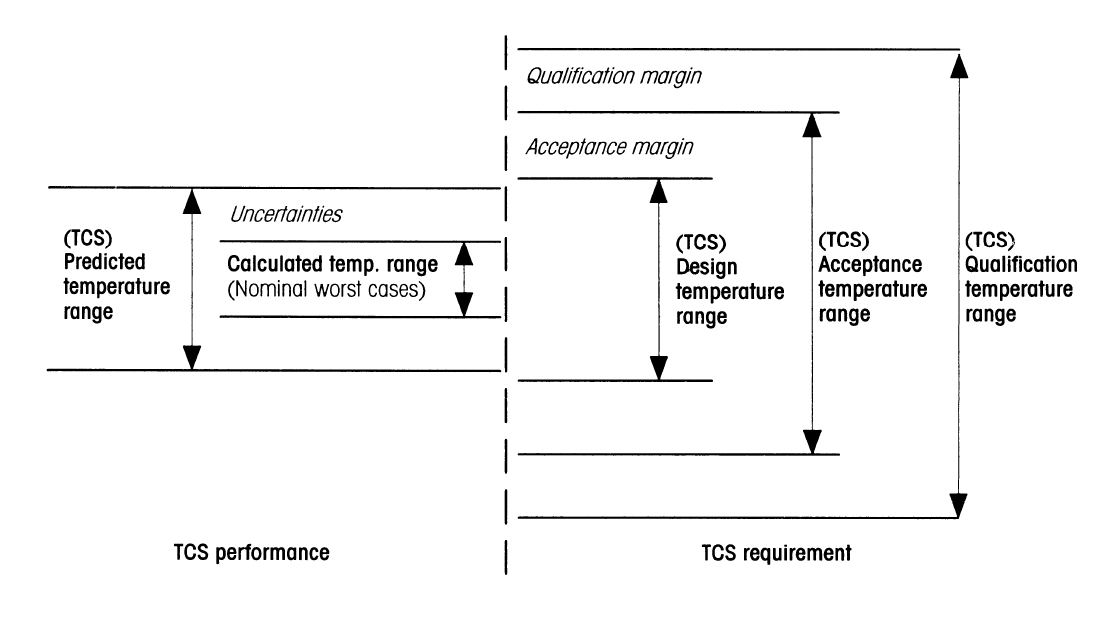 Qualification margin
Acceptance margin
Uncertainties
(TCS)
Predicted
temperature
range
Calculated temp. range
(Nominal worst cases)
(TCS)
Design
temperature
range
(TCS)
Acceptance
temperature
range
(TCS)
Qualification
temperature
range
TCS performance
TCS requirement